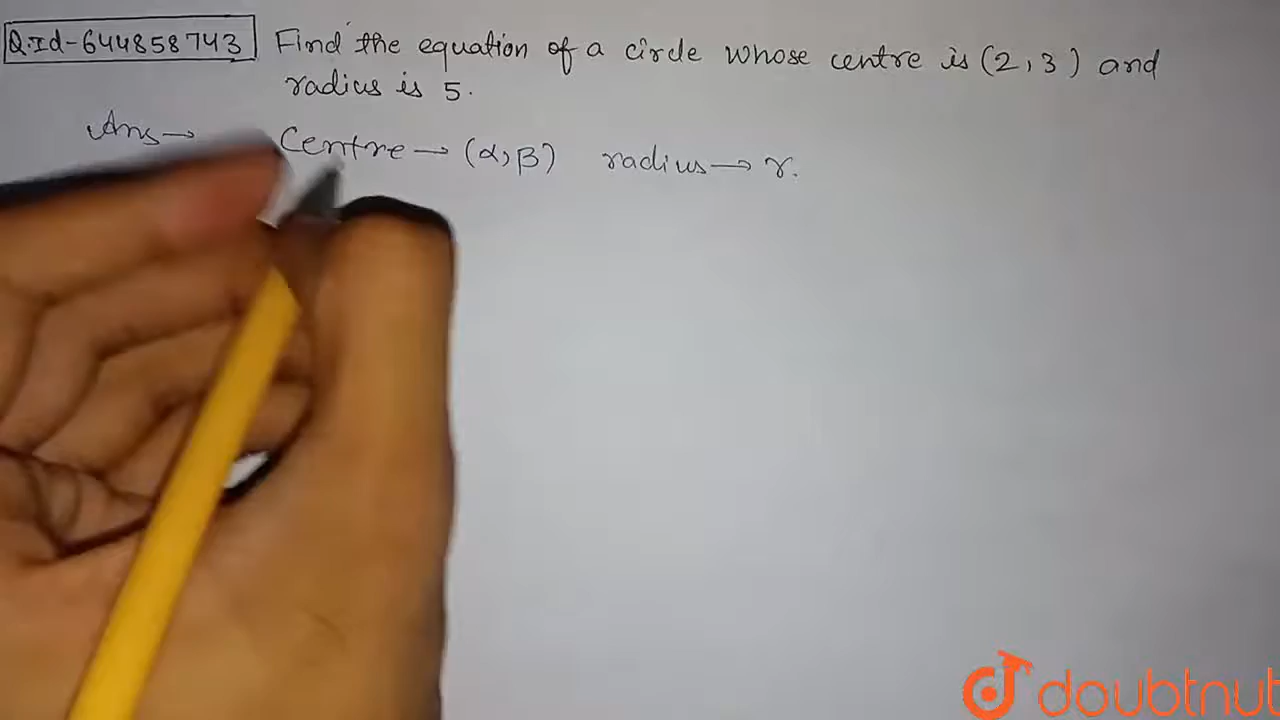 Q.Id-644858743 Find the equation of a circle whose centre is (2,3) and
radius is 5.
Ans→ Centre→(α,β) radius→r.
doubtnut